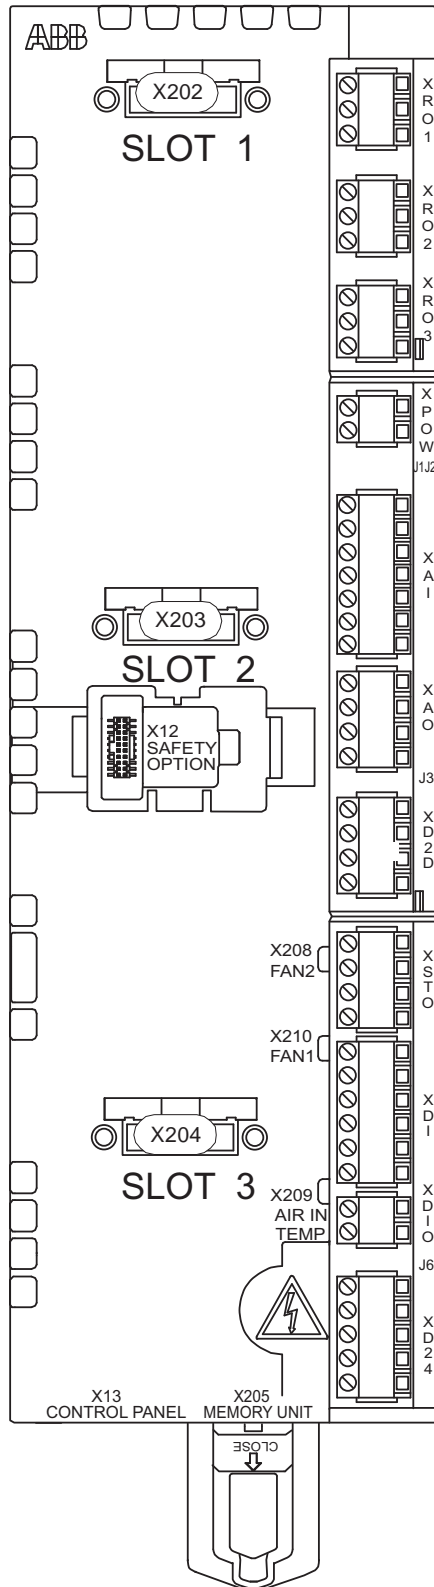 ABB
X202
SLOT 1
XRO1
XRO2
XRO3
XPOW
J1J2
XAI
X203
SLOT 2
X12
SAFETY
OPTION
XAO
J3
XD2D
X208
FAN2
XSTO
X210
FAN1
XDI
X204
SLOT 3
X209
AIR IN
TEMP
XDIO
J6
XD24
X13
CONTROL PANEL
X205
MEMORY UNIT
CLOSE